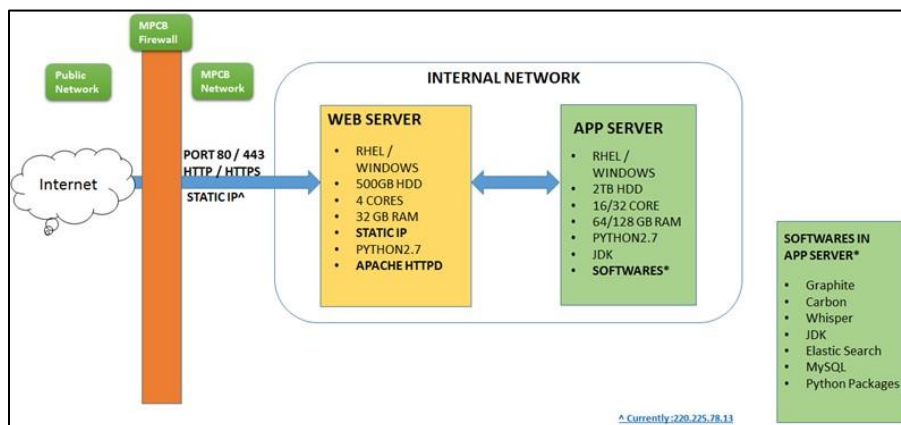 MPCB
Firewall
Public
Network
MPCB
Network
INTERNAL NETWORK
Internet
PORT 80 / 443
HTTP / HTTPS
STATIC IP^
WEB SERVER
• RHEL /
WINDOWS
• 500GB HDD
• 4 CORES
• 32 GB RAM
• STATIC IP
• PYTHON2.7
• APACHE HTTPD
APP SERVER
• RHEL /
WINDOWS
• 2TB HDD
• 16/32 CORE
• 64/128 GB RAM
• PYTHON2.7
• JDK
• SOFTWARES*
SOFTWARES IN
APP SERVER*
• Graphite
• Carbon
• Whisper
• JDK
• Elastic Search
• MySQL
• Python Packages
^ Currently :220.225.78.13